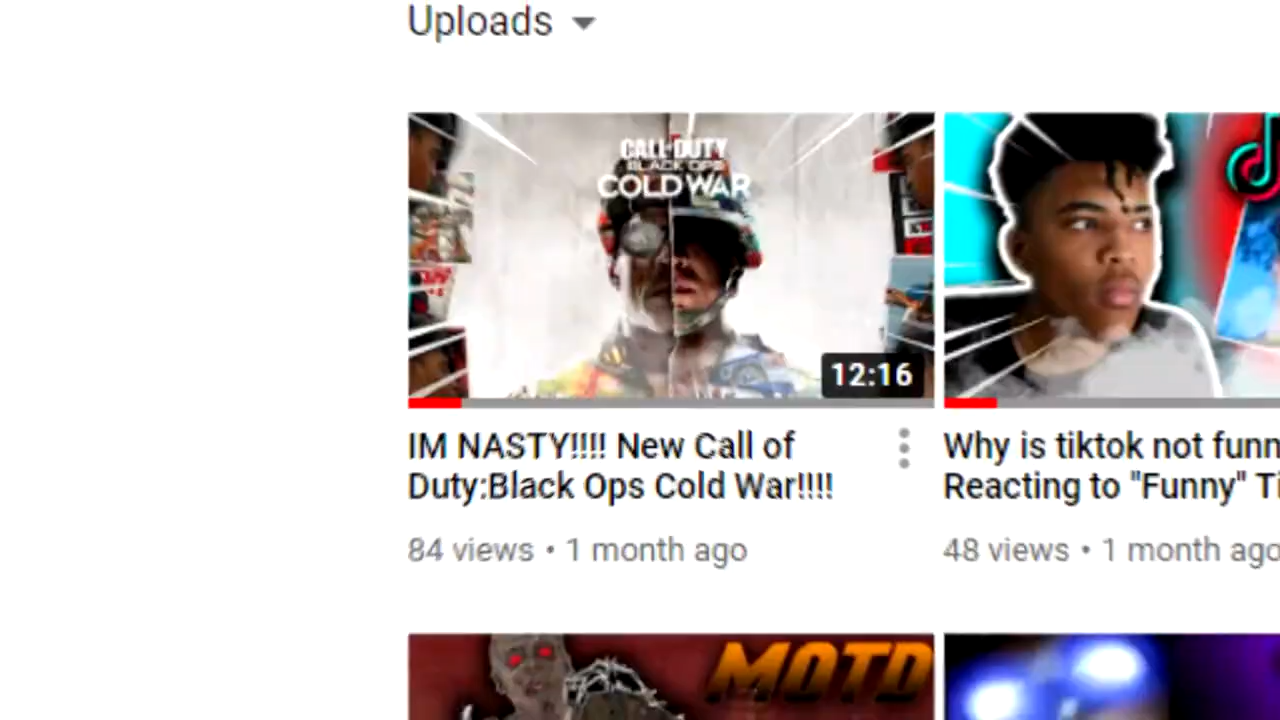 Uploads
CALL OF DUTY
BLACK OPS
COLD WAR
12:16
IM NASTY!!!! New Call of
Duty:Black Ops Cold War!!!!
84 views • 1 month ago
Why is tiktok not funn
Reacting to "Funny" Ti
48 views • 1 month ago
MOTD